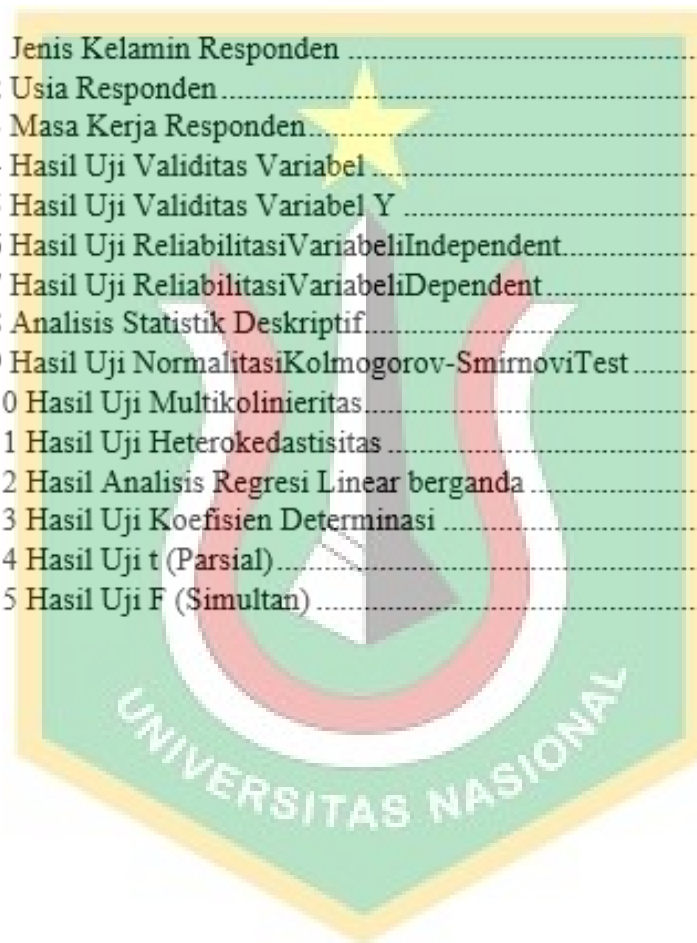 Jenis Kelamin Responden
Usia Responden
Masa Kerja Responden
Hasil Uji Validitas Variabel
Hasil Uji Validitas Variabel Y
Hasil Uji ReliabilitasiVariabeliIndependent
Hasil Uji ReliabilitasiVariabeliDependent
Analisis Statistik Deskriptif
9 Hasil Uji NormalitasiKolmogorov-SmirnoviTest
0 Hasil Uji Multikolinieritas
1 Hasil Uji Heterokedastisitas
2 Hasil Analisis Regresi Linear berganda
3 Hasil Uji Koefisien Determinasi
4 Hasil Uji t (Parsial)
5 Hasil Uji F (Simultan)
UNIVERSITAS NASIONAL